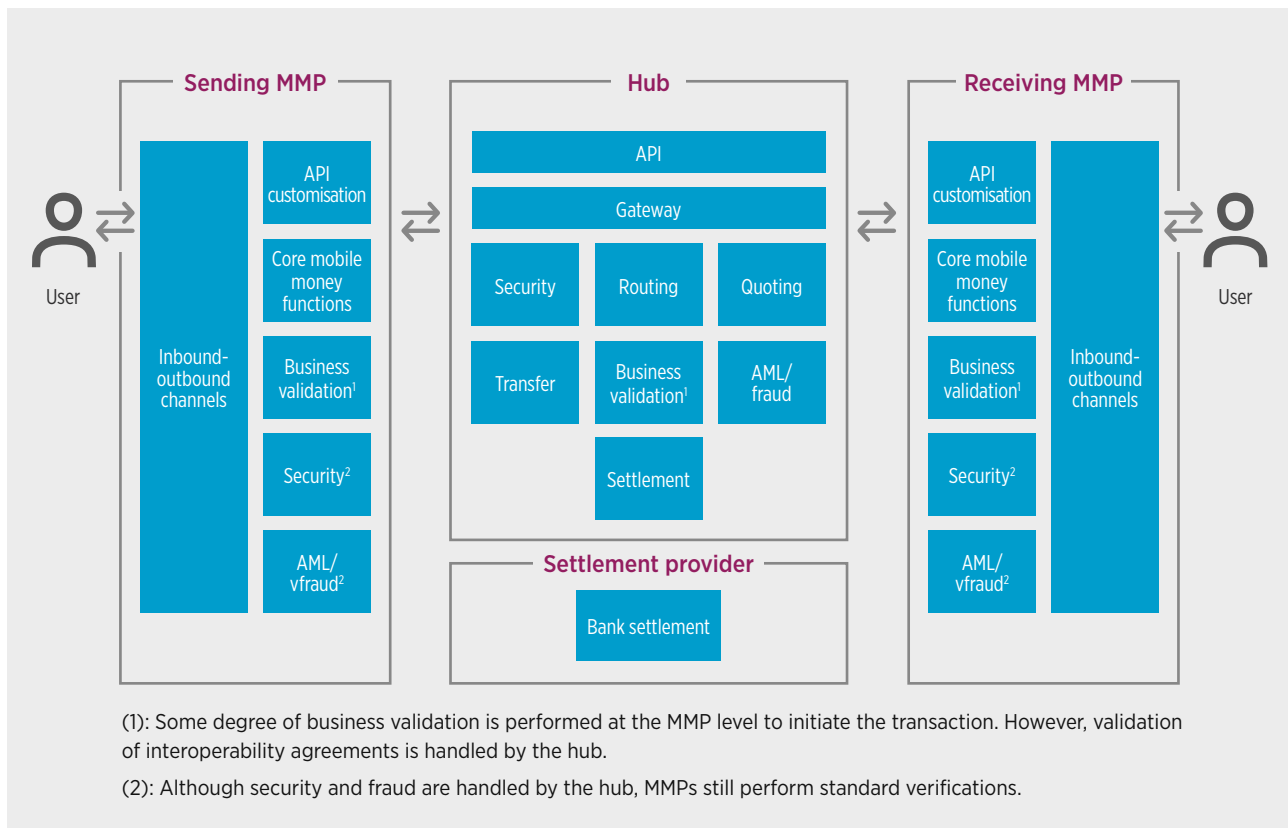 Sending MMP
User
Inbound-
outbound
channels
API
customisation
Core mobile
money
functions
Business
validation¹
Security²
AML/
vfraud²
Hub
API
Gateway
Security
Routing
Quoting
Transfer
Business
validation¹
AML/
fraud
Settlement
Settlement provider
Bank settlement
Receiving MMP
API
customisation
Core mobile
money
functions
Business
validation¹
Security²
AML/
vfraud²
Inbound-
outbound
channels
User
(1): Some degree of business validation is performed at the MMP level to initiate the transaction. However, validation
of interoperability agreements is handled by the hub.
(2): Although security and fraud are handled by the hub, MMPs still perform standard verifications.